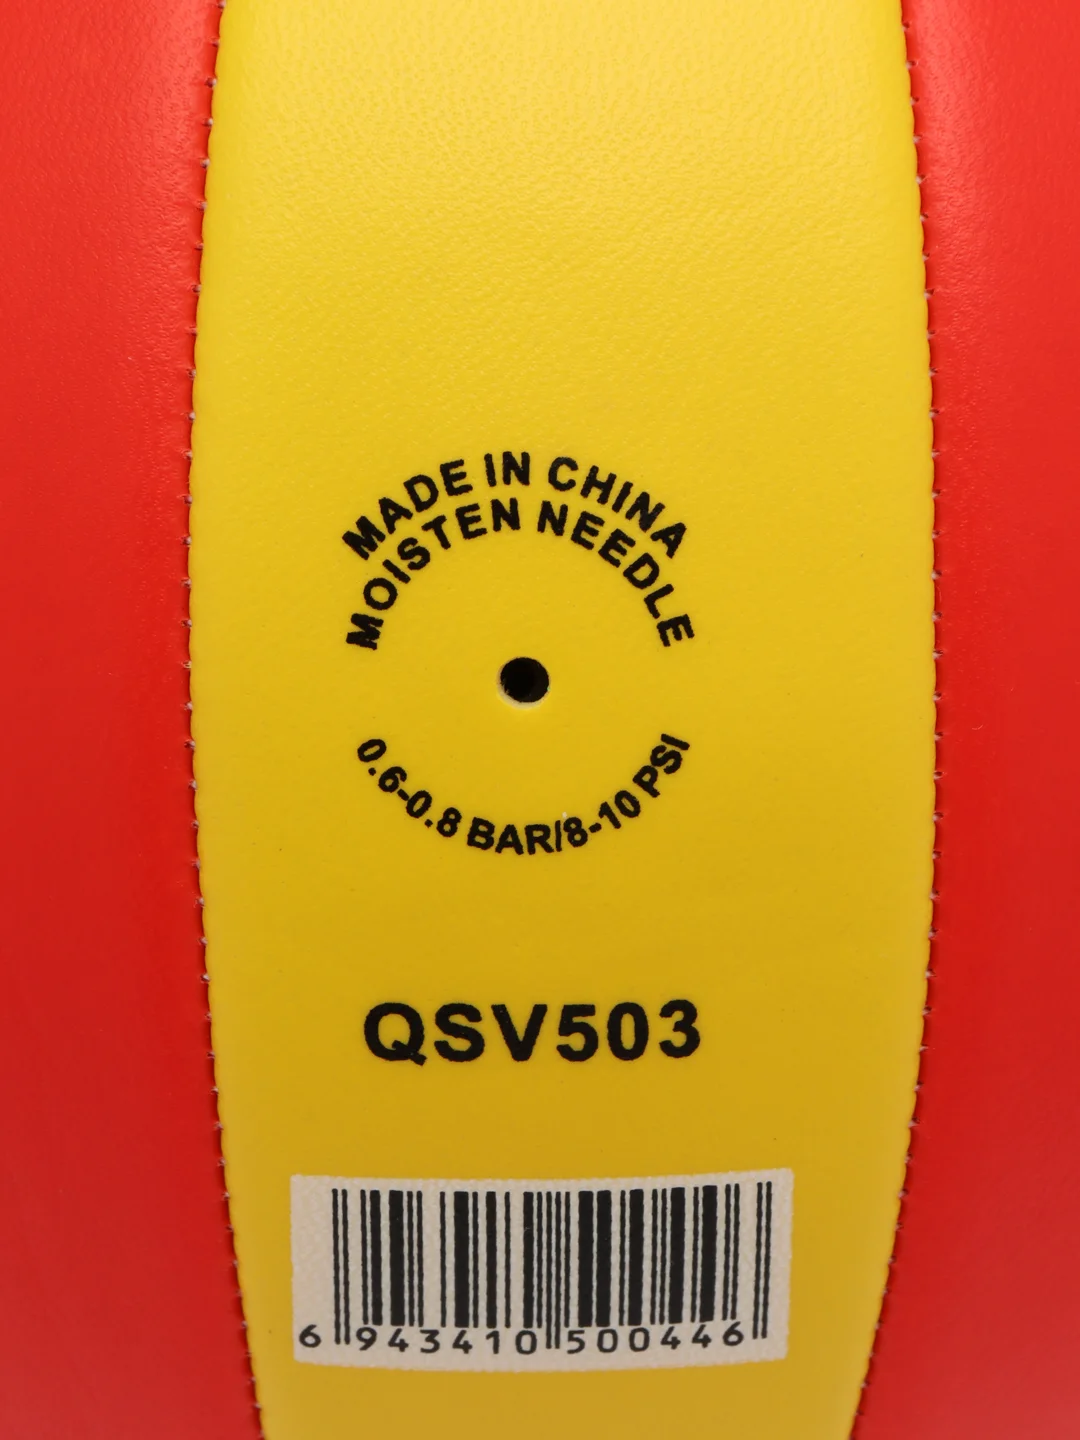 MADE IN CHINA
MOISTEN NEEDLE
0.6-0.8 BAR/8-10 PSI
QSV503
6 943410 500446